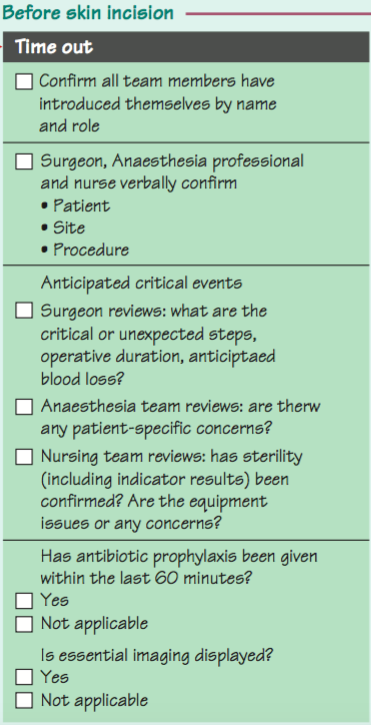 Before skin incision
Time out
Confirm all team members have
introduced themselves by name
and role
Surgeon, Anaesthesia professional
and nurse verbally confirm
• Patient
• Site
• Procedure
Anticipated critical events
Surgeon reviews: what are the
critical or unexpected steps,
operative duration, anticiptaed
blood loss?
Anaesthesia team reviews: are therw
any patient-specific concerns?
Nursing team reviews: has sterility
(including indicator results) been
confirmed? Are the equipment
issues or any concerns?
Has antibiotic prophylaxis been given
within the last 60 minutes?
Yes
Not applicable
Is essential imaging displayed?
Yes
Not applicable